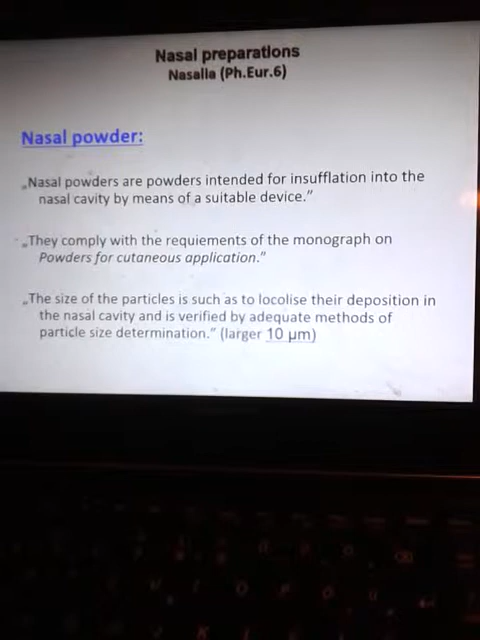 Nasal preparations
Nasalia (Ph.Eur.6)
Nasal powder:
„Nasal powders are powders intended for insufflation into the
nasal cavity by means of a suitable device.”
„They comply with the requiements of the monograph on
Powders for cutaneous application.”
„The size of the particles is such as to locolise their deposition in
the nasal cavity and is verified by adequate methods of
particle size determination.” (larger 10 μm)